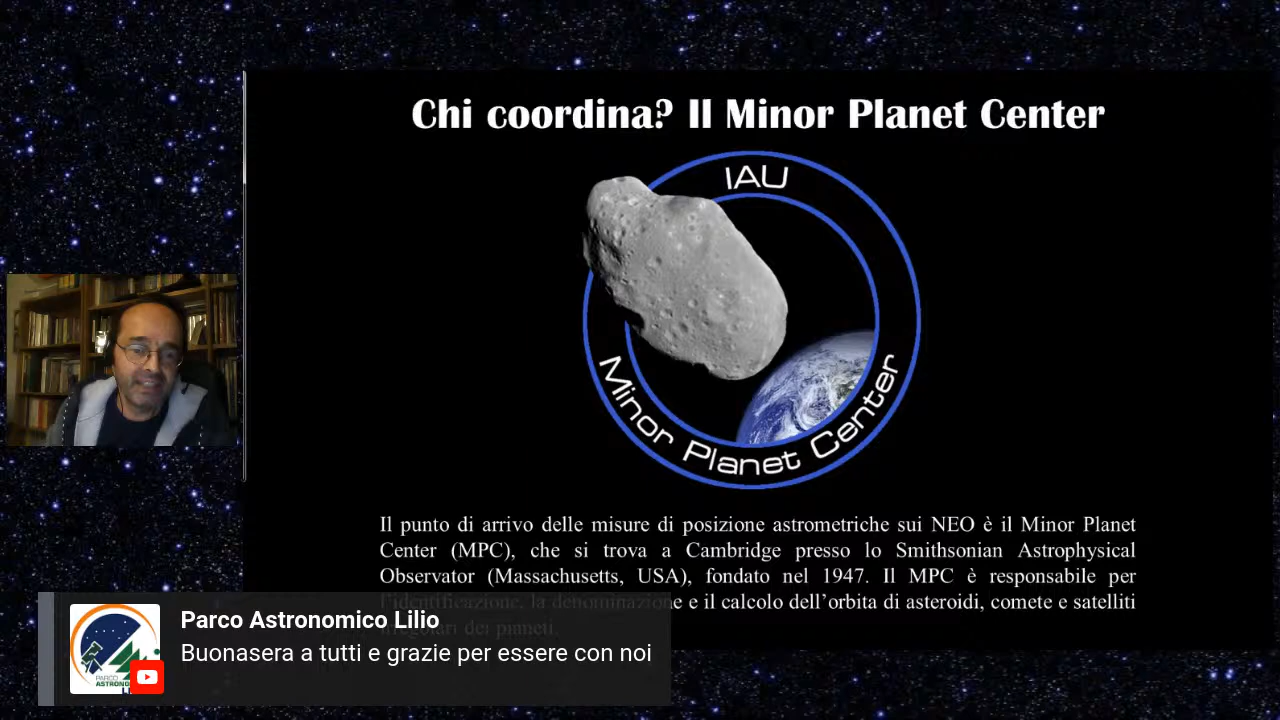 Chi coordina? Il Minor Planet Center
IAU
Minor Planet Center
Il punto di arrivo delle misure di posizione astrometriche sui NEO è il Minor Planet
Center (MPC), che si trova a Cambridge presso lo Smithsonian Astrophysical
Observator (Massachusetts, USA), fondato nel 1947. Il MPC è responsabile per
l'identificazione, la denominazione e il calcolo dell'orbita di asteroidi, comete e satelliti
irregolari dei pianeti.
Parco Astronomico Lilio
Buonasera a tutti e grazie per essere con noi
PARCO
ASTRONO